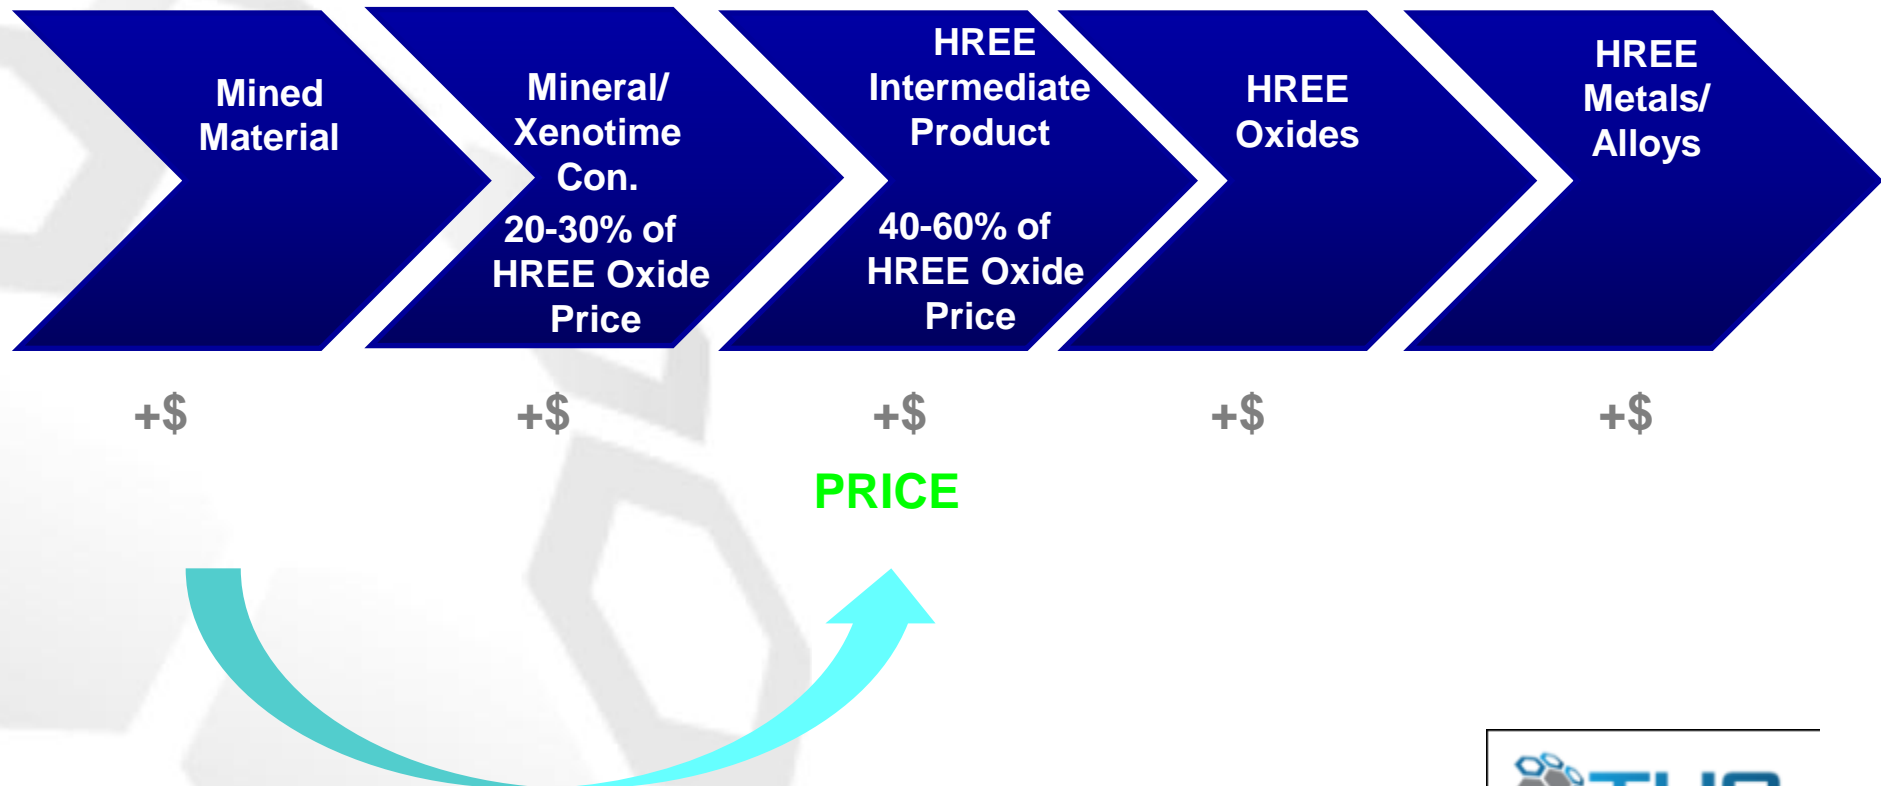 Mined
Material
Mineral/
Xenotime
Con.
20-30% of
HREE Oxide
Price
HREE
Intermediate
Product
40-60% of
HREE Oxide
Price
HREE
Oxides
HREE
Metals/
Alloys
+$ +$ +$ +$ +$
PRICE